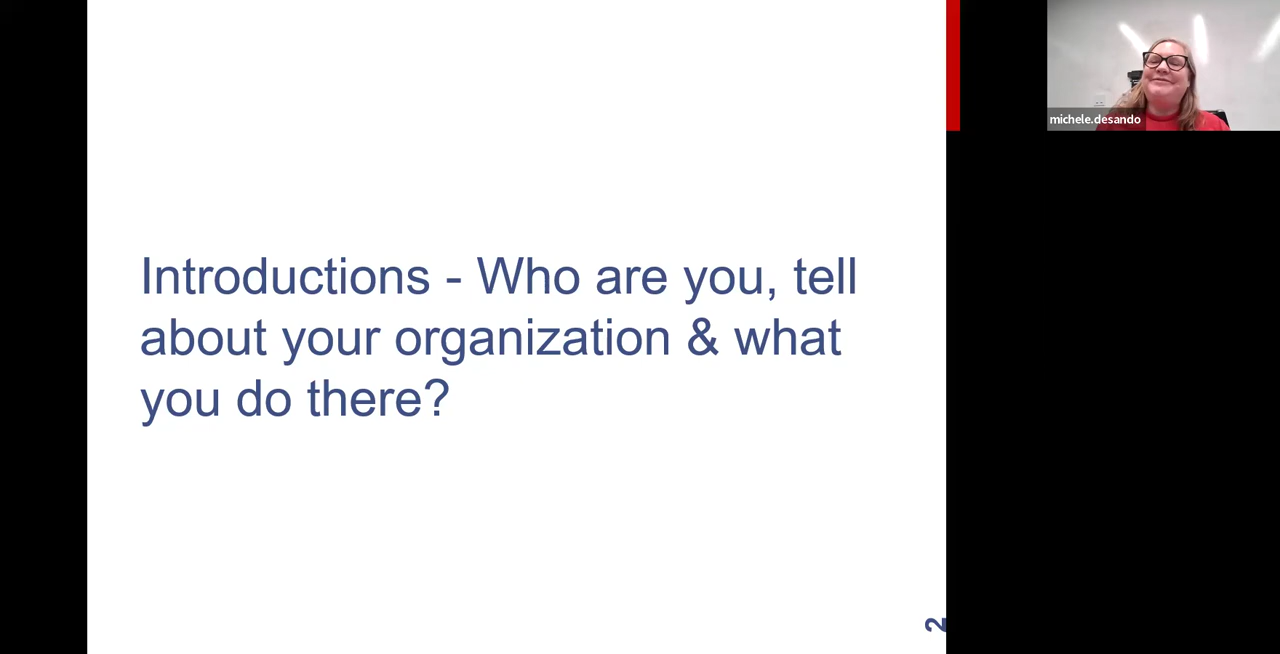 Introductions - Who are you, tell
about your organization & what
you do there?
2
michele.desando